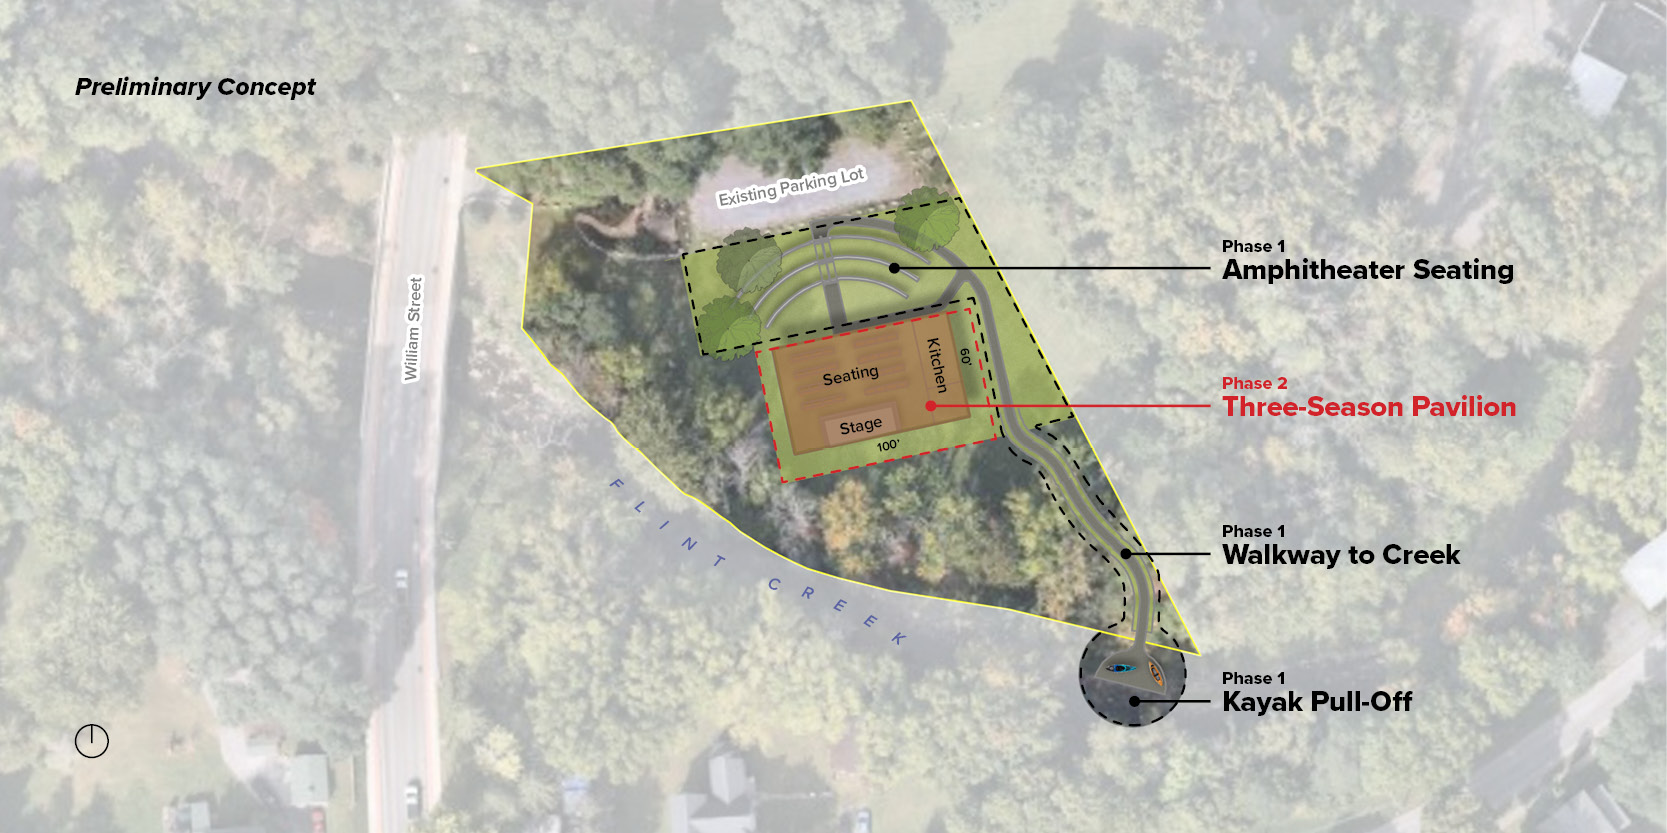 Preliminary Concept
Existing Parking Lot
William Street
Phase 1
Amphitheater Seating
Seating
Kitchen
60'
Stage
100'
Phase 2
Three-Season Pavilion
FLINT CREEK
Phase 1
Walkway to Creek
Phase 1
Kayak Pull-Off